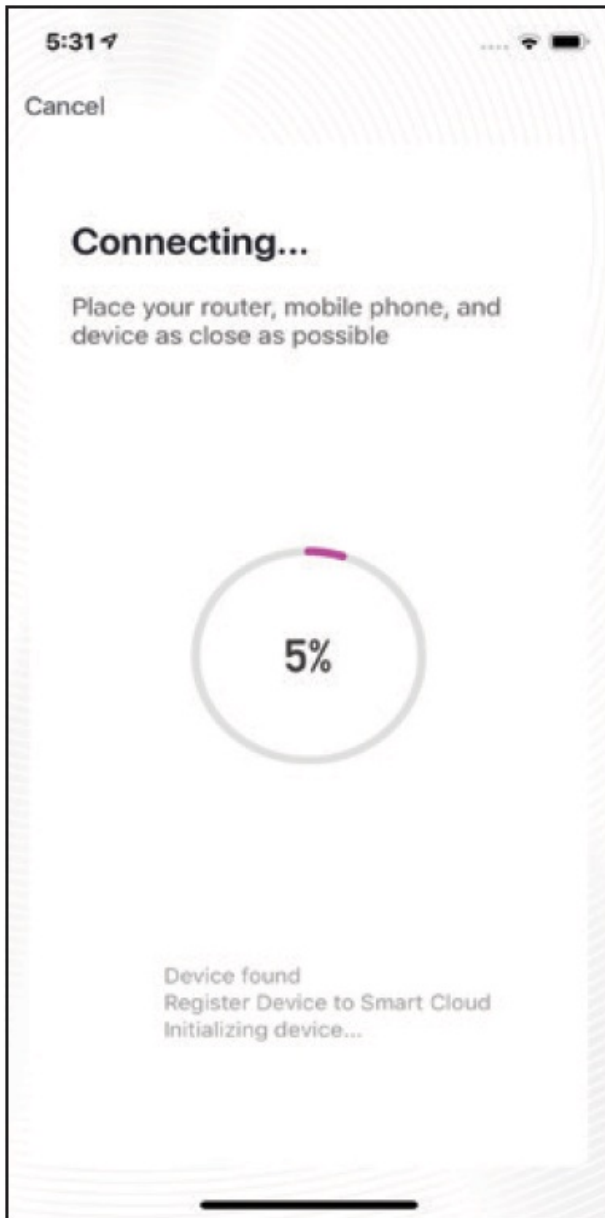 5:31
Cancel
Connecting...
Place your router, mobile phone, and
device as close as possible
5%
Device found
Register Device to Smart Cloud
Initializing device...